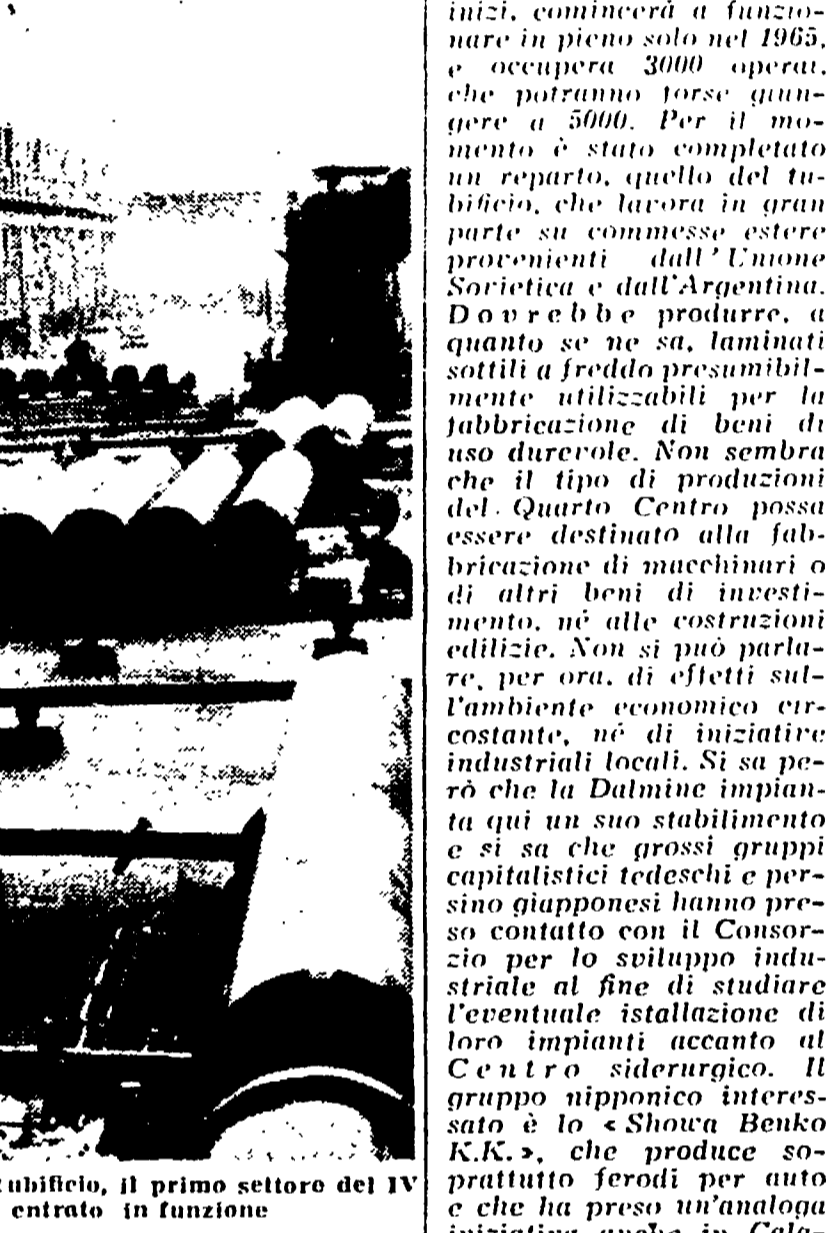 inizi, comincerà a funzio-
nare in pieno solo nel 1965,
e occuperà 3000 operai,
che potranno forse giun-
gere a 5000. Per il mo-
mento è stato completato
un reparto, quello del tu-
bificio, che lavora in gran
parte su commesse estere
provenienti dall'Unione
Sovietica e dall'Argentina.
Dovrebbe produrre, a
quanto se ne sa, laminati
sottili a freddo presumibil-
mente utilizzabili per la
fabbricazione di beni di
uso durevole. Non sembra
che il tipo di produzioni
del Quarto Centro possa
essere destinato alla fab-
bricazione di macchinari o
di altri beni di investi-
mento, né alle costruzioni
edilizie. Non si può parla-
re, per ora, di effetti sul-
l'ambiente economico cir-
costante, né di iniziative
industriali locali. Si sa pe-
rò che la Dalmine impian-
ta qui un suo stabilimento
e si sa che grossi gruppi
capitalistici tedeschi e per-
sino giapponesi hanno pre-
so contatto con il Consor-
zio per lo sviluppo indu-
striale al fine di studiare
l'eventuale istallazione di
loro impianti accanto al
Centro siderurgico. Il
gruppo nipponico interes-
sato è lo «Showa Benko
K.K.», che produce so-
prattutto ferodi per auto
e che ha preso un'analoga
iniziativa anche in Cala-
tubificio, il primo settore del IV
entrato in funzione